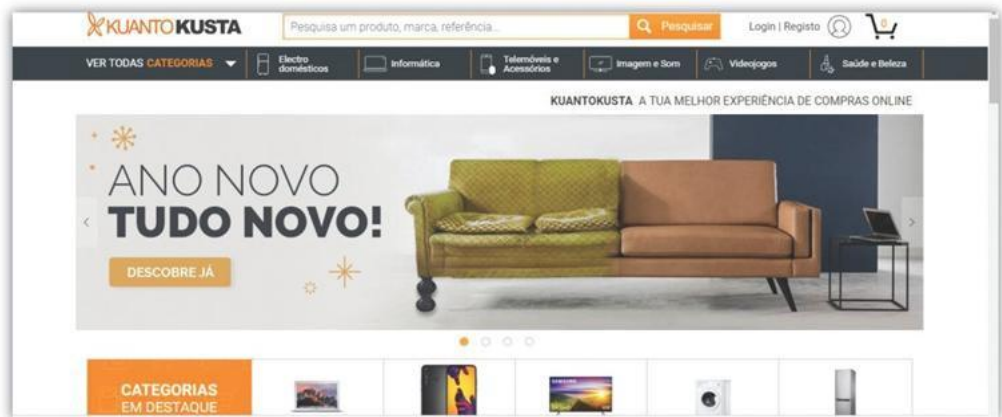 KUANTOKUSTA
Pesquisa um produto, marca, referência...
Pesquisar
Login | Registo
0
VER TODAS CATEGORIAS
Electro
domésticos
Informática
Telemóveis e
Acessórios
Imagem e Som
Videojogos
Saúde e Beleza
KUANTOKUSTA A TUA MELHOR EXPERIÊNCIA DE COMPRAS ONLINE
ANO NOVO
TUDO NOVO!
DESCOBRE JÁ
CATEGORIAS
EM DESTAQUE
SAMSUNG